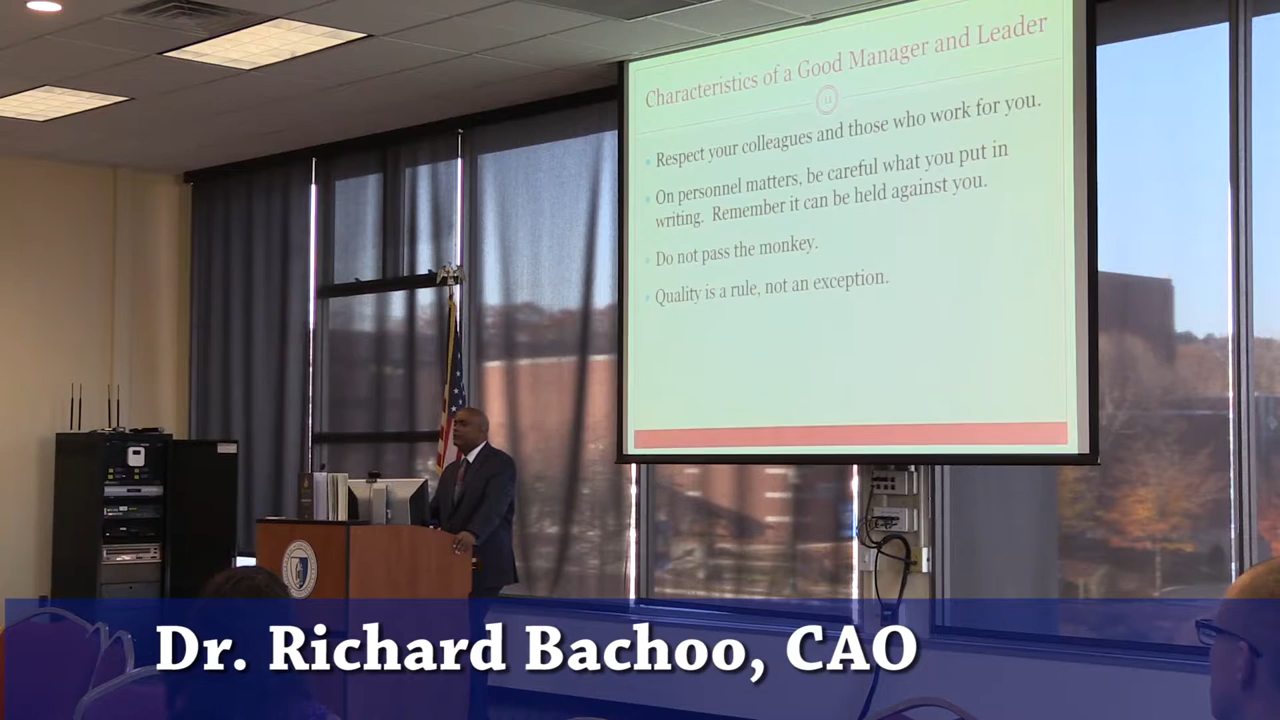 Characteristics of a Good Manager and Leader
Respect your colleagues and those who work for you.
On personnel matters, be careful what you put in
writing. Remember it can be held against you.
Do not pass the monkey.
Quality is a rule, not an exception.
Dr. Richard Bachoo, CAO